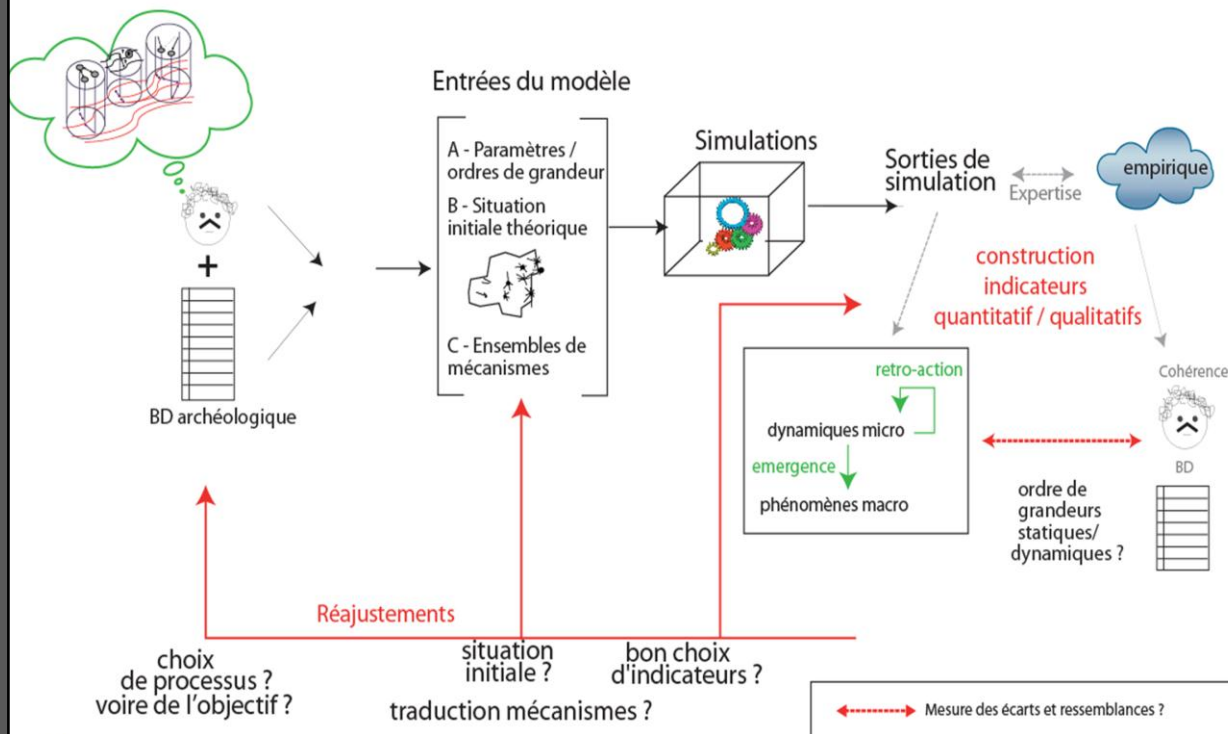 Entrées du modèle
A - Paramètres /
ordres de grandeur
B - Situation
initiale théorique
C - Ensembles de
mécanismes
+
BD archéologique
Simulations
Sorties de
simulation
Expertise
empirique
construction
indicateurs
quantitatif / qualitatifs
retro-action
dynamiques micro
emergence
phénomènes macro
Cohérence
BD
ordre de
grandeurs
statiques/
dynamiques ?
Réajustements
choix
de processus ?
voire de l'objectif ?
situation
initiale ?
traduction mécanismes ?
bon choix
d'indicateurs ?
Mesure des écarts et ressemblances ?